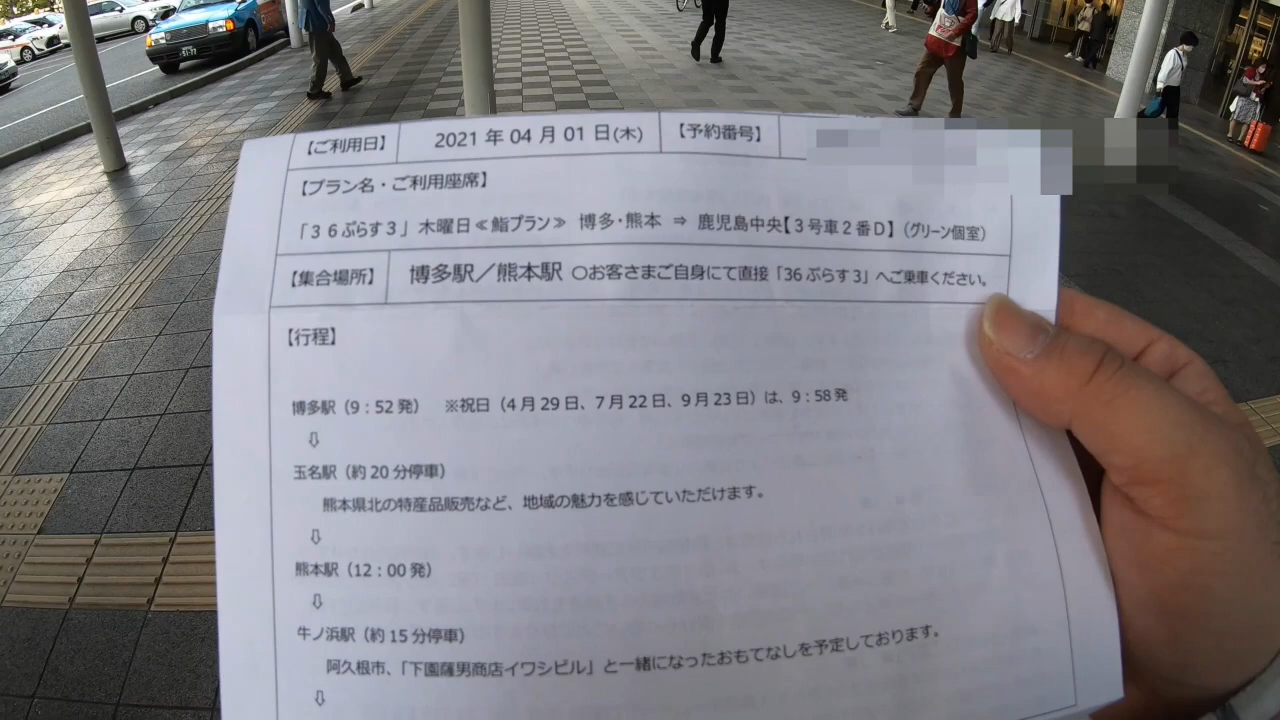 【ご利用日】 2021年04月01日(木) 【予約番号】
【プラン名・ご利用座席】
「３６ぷらす３」木曜日≪鮨プラン≫ 博多・熊本 ⇒ 鹿児島中央【３号車２番Ｄ】（グリーン個室）
【集合場所】 博多駅／熊本駅 ○お客さまご自身にて直接「36ぷらす3」へご乗車ください。
【行程】
博多駅（9：52発） ※祝日（4月29日、7月22日、9月23日）は、9：58発
⇩
玉名駅（約20分停車）
熊本県北の特産品販売など、地域の魅力を感じていただけます。
⇩
熊本駅（12：00発）
⇩
牛ノ浜駅（約15分停車）
阿久根市、「下園薩男商店イワシビル」と一緒になったおもてなしを予定しております。
⇩